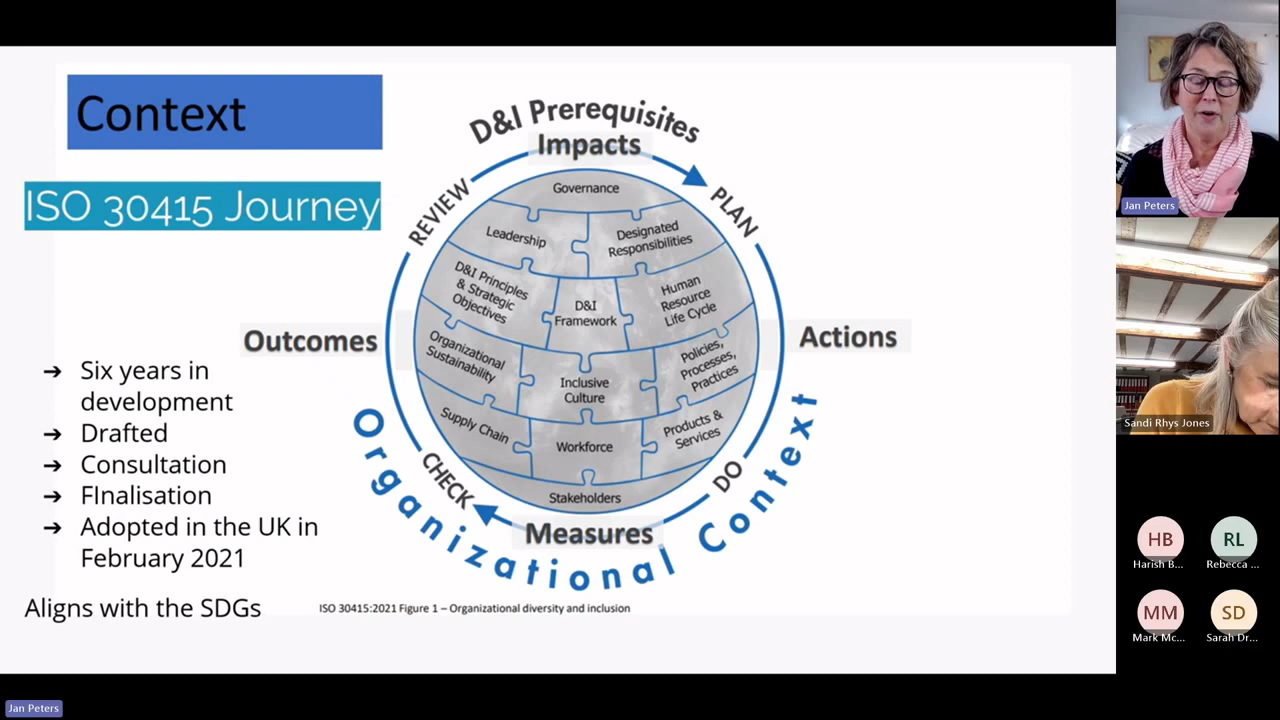 Context
ISO 30415 Journey
➔ Six years in
development
➔ Drafted
➔ Consultation
➔ FInalisation
➔ Adopted in the UK in
February 2021
Aligns with the SDGs
D&I Prerequisites
Impacts
REVIEW
PLAN
Governance
Leadership
Designated
Responsibilities
D&I Principles
& Strategic
Objectives
D&I
Framework
Human
Resource
Life Cycle
Outcomes
Actions
Organizational
Sustainability
Inclusive
Culture
Policies,
Processes,
Practices
Supply Chain
Workforce
Products &
Services
Stakeholders
CHECK
DO
Measures
Organizational Context
ISO 30415:2021 Figure 1 – Organizational diversity and inclusion
Jan Peters
Sandi Rhys Jones
HB
RL
Harish B...
Rebecca ...
MM
SD
Mark Mc...
Sarah Dr...
Jan Peters